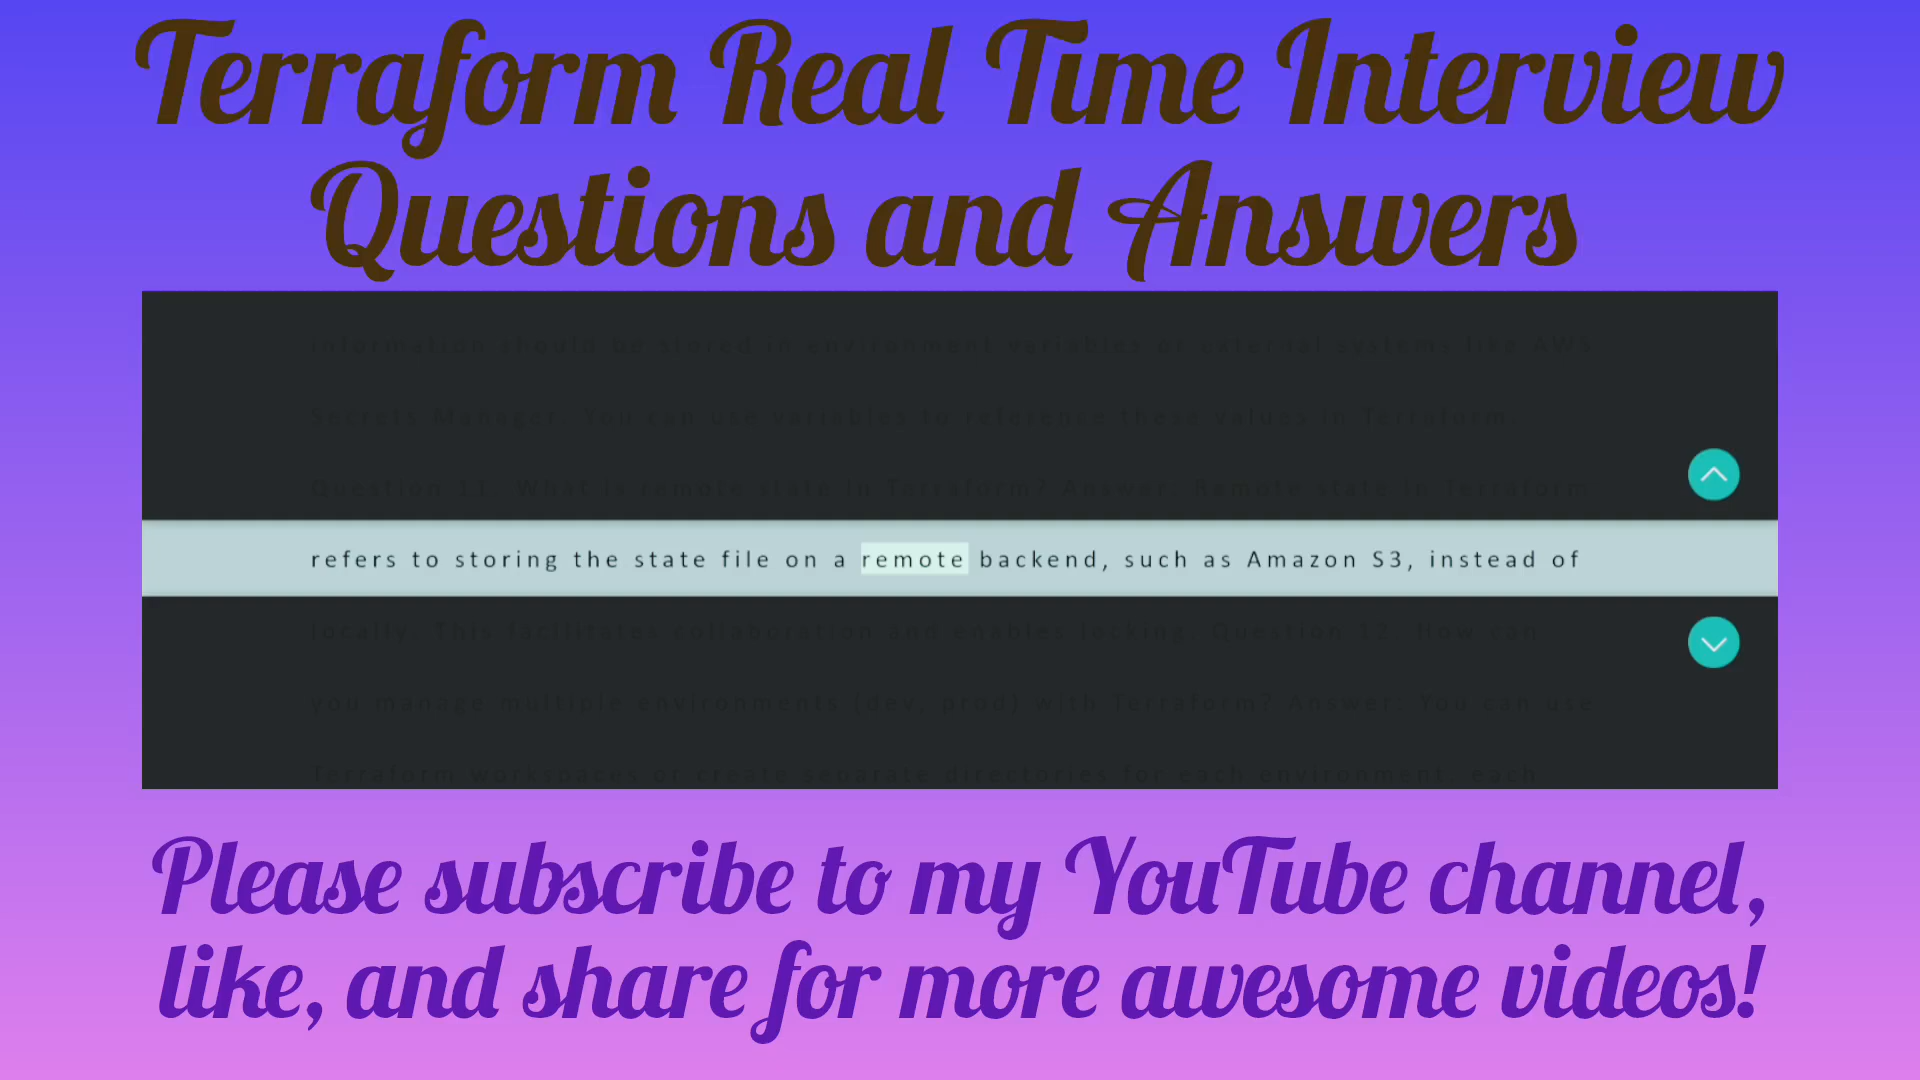 Terraform Real Time Interview
Questions and Answers
information should be stored in environment variables or external systems like AWS
Secrets Manager. You can use variables to reference these values in Terraform.
Question 11: What is remote state in Terraform? Answer: Remote state in Terraform
refers to storing the state file on a remote backend, such as Amazon S3, instead of
locally. This facilitates collaboration and enables locking. Question 12: How can
you manage multiple environments (dev, prod) with Terraform? Answer: You can use
Terraform workspaces or create separate directories for each environment, each
Please subscribe to my YouTube channel,
like, and share for more awesome videos!